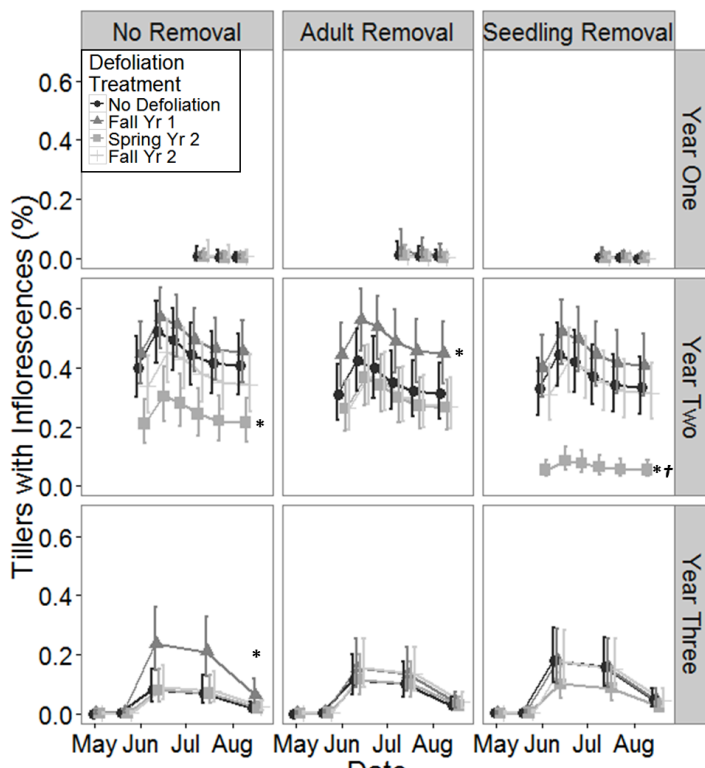 No Removal
Adult Removal
Seedling Removal
Defoliation
Treatment
No Defoliation
Fall Yr 1
Spring Yr 2
Fall Yr 2
0.6
0.4
0.2
0.0
Year One
Tillers with Inflorescences (%)
0.6
0.4
0.2
0.0
*
*
*†
Year Two
0.6
0.4
0.2
0.0
*
Year Three
May Jun Jul Aug
May Jun Jul Aug
May Jun Jul Aug
Date